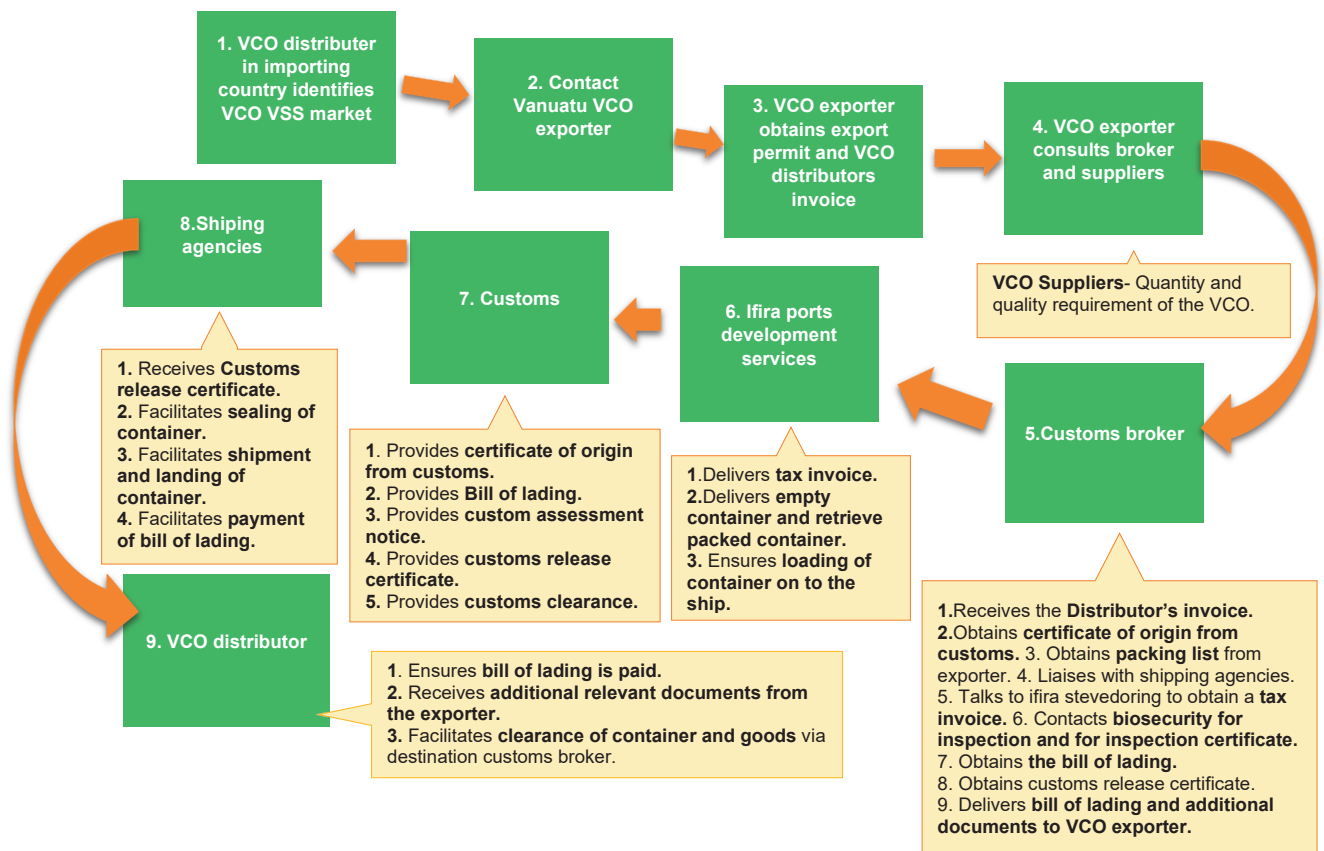 1. VCO distributer
in importing
country identifies
VCO VSS market
2. Contact
Vanuatu VCO
exporter
3. VCO exporter
obtains export
permit and VCO
distributors
invoice
4. VCO exporter
consults broker
and suppliers
VCO Suppliers- Quantity and
quality requirement of the VCO.
5.Customs broker
1.Receives the Distributor’s invoice.
2.Obtains certificate of origin from
customs. 3. Obtains packing list from
exporter. 4. Liaises with shipping agencies.
5. Talks to ifira stevedoring to obtain a tax
invoice. 6. Contacts biosecurity for
inspection and for inspection certificate.
7. Obtains the bill of lading.
8. Obtains customs release certificate.
9. Delivers bill of lading and additional
documents to VCO exporter.
6. Ifira ports
development
services
1.Delivers tax invoice.
2.Delivers empty
container and retrieve
packed container.
3. Ensures loading of
container on to the
ship.
7. Customs
1. Provides certificate of origin
from customs.
2. Provides Bill of lading.
3. Provides custom assessment
notice.
4. Provides customs release
certificate.
5. Provides customs clearance.
8.Shiping
agencies
1. Receives Customs
release certificate.
2. Facilitates sealing of
container.
3. Facilitates shipment
and landing of
container.
4. Facilitates payment
of bill of lading.
9. VCO distributor
1. Ensures bill of lading is paid.
2. Receives additional relevant documents from
the exporter.
3. Facilitates clearance of container and goods via
destination customs broker.